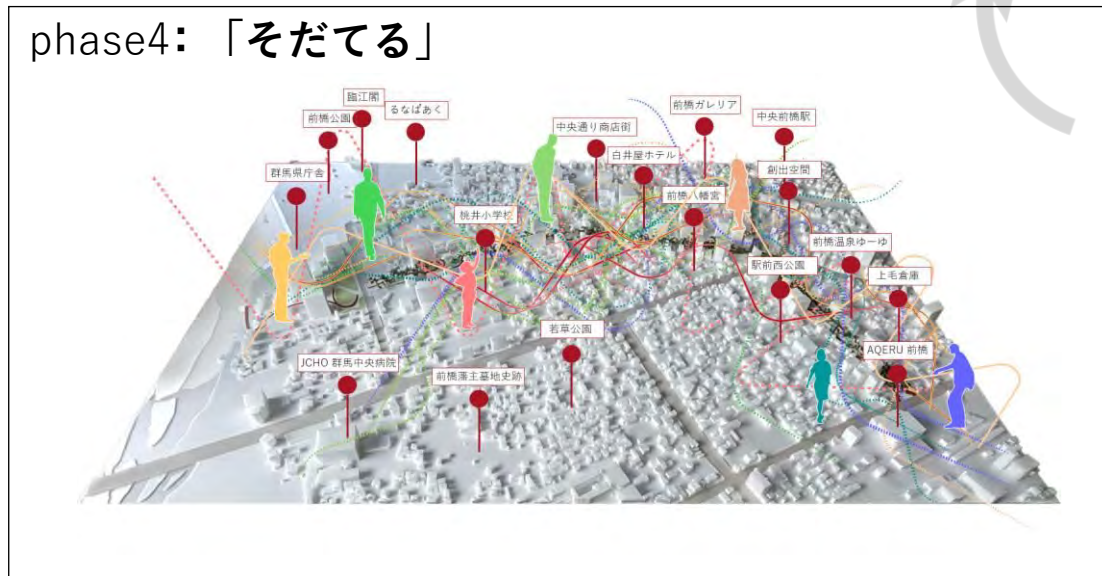 phase4: 「そだてる」
臨江閣
前橋公園
るなぱあく
群馬県庁舎
中央通り商店街
前橋ガレリア
中央前橋駅
白井屋ホテル
創出空間
前橋八幡宮
桃井小学校
前橋温泉ゆーゆ
駅前西公園
上毛倉庫
若草公園
JCHO 群馬中央病院
前橋藩主墓地史跡
AQERU 前橋